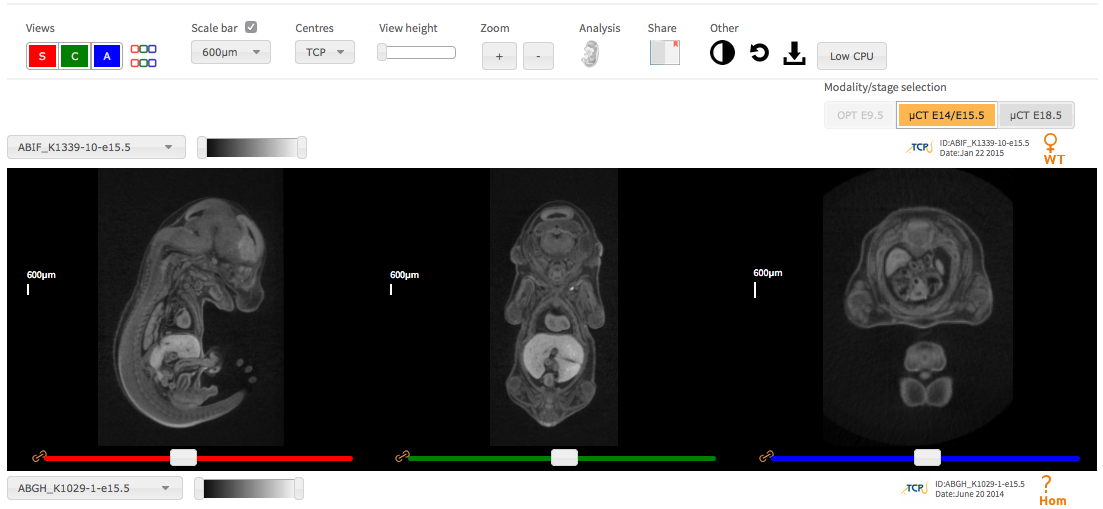 Views
Scale bar
Centres
View height
Zoom
Analysis
Share
Other
S C A
600µm
TCP
+ -
Low CPU
Modality/stage selection
OPT E9.5
µCT E14/E15.5
µCT E18.5
ABIF_K1339-10-e15.5
TCP
ID:ABIF_K1339-10-e15.5
Date:Jan 22 2015
WT
600µm
600µm
600µm
ABGH_K1029-1-e15.5
TCP
ID:ABGH_K1029-1-e15.5
Date:June 20 2014
?
Hom